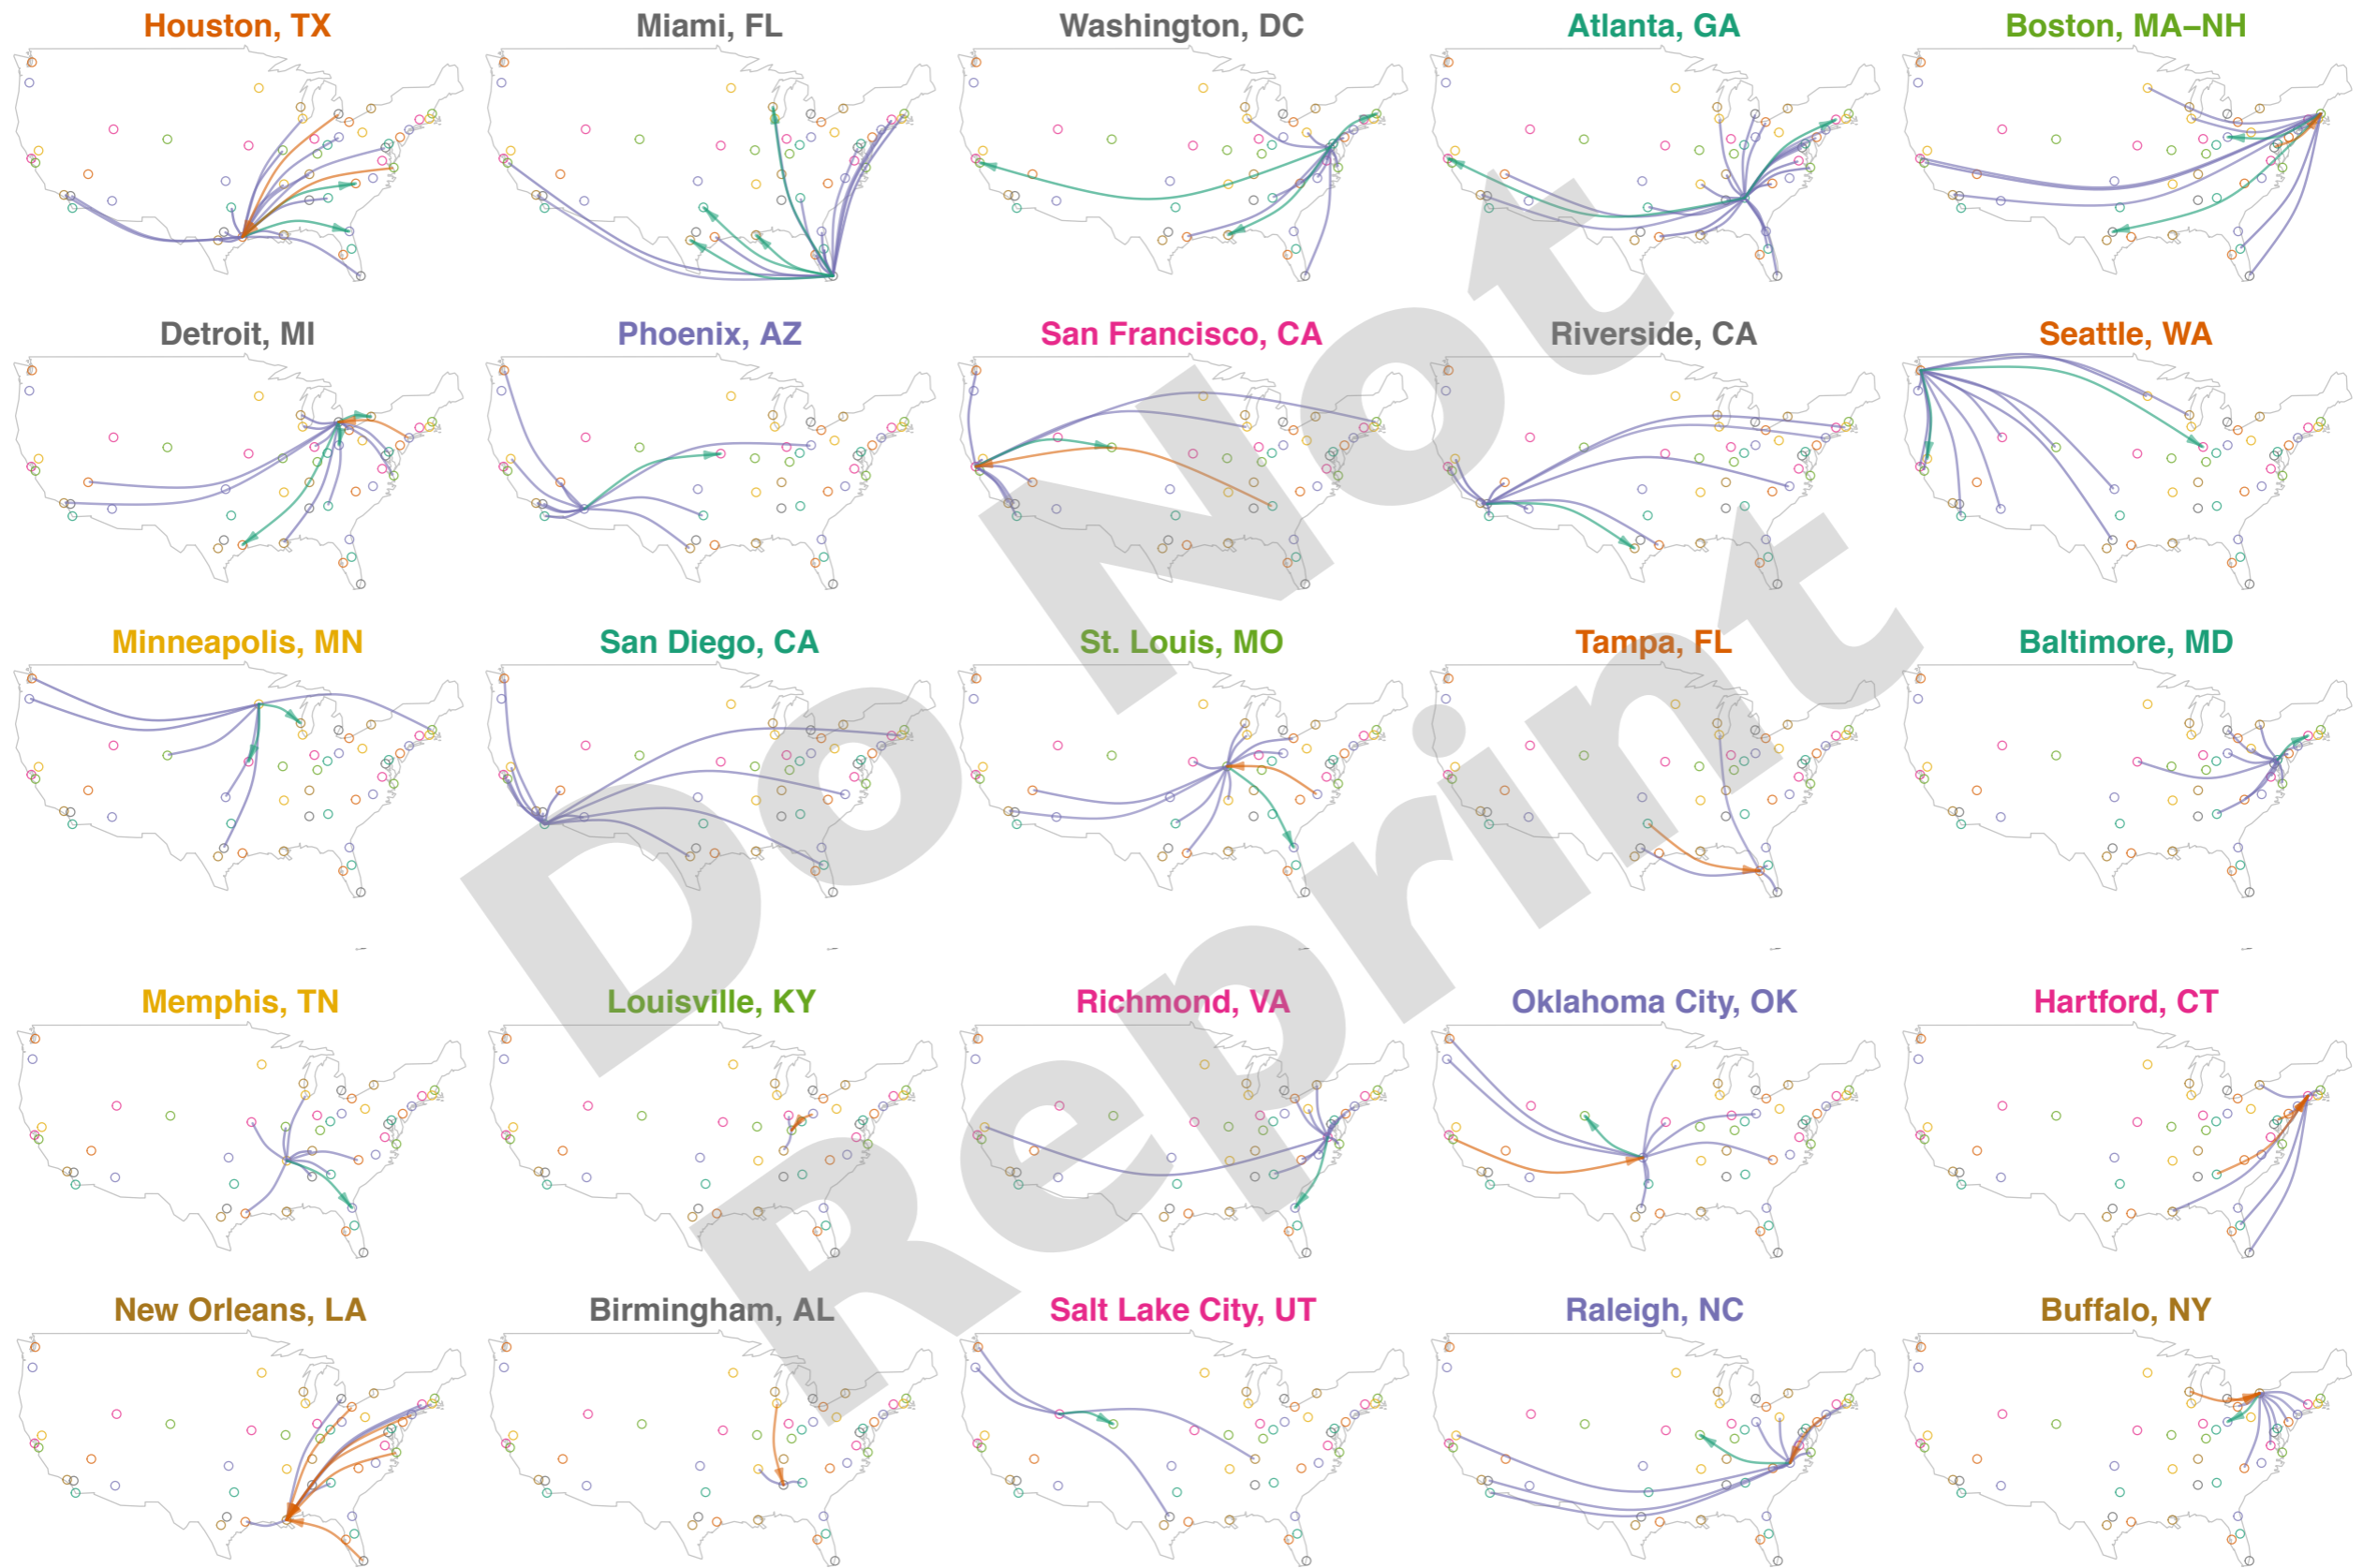 Houston, TX
Miami, FL
Washington, DC
Atlanta, GA
Boston, MA−NH
Detroit, MI
Phoenix, AZ
San Francisco, CA
Riverside, CA
Seattle, WA
Minneapolis, MN
San Diego, CA
St. Louis, MO
Tampa, FL
Baltimore, MD
Memphis, TN
Louisville, KY
Richmond, VA
Oklahoma City, OK
Hartford, CT
New Orleans, LA
Birmingham, AL
Salt Lake City, UT
Raleigh, NC
Buffalo, NY
Do Not
Reprint